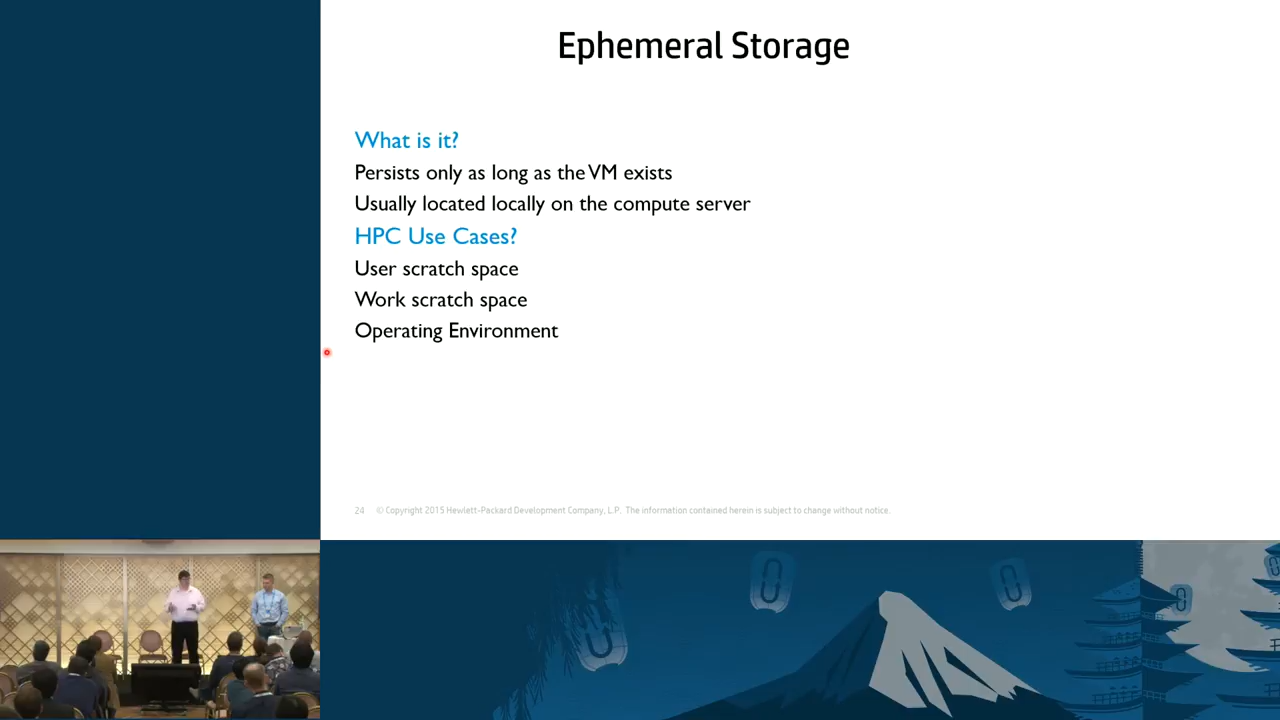 Ephemeral Storage
What is it?
Persists only as long as the VM exists
Usually located locally on the compute server
HPC Use Cases?
User scratch space
Work scratch space
Operating Environment
24 © Copyright 2015 Hewlett-Packard Development Company, L.P. The information contained herein is subject to change without notice.